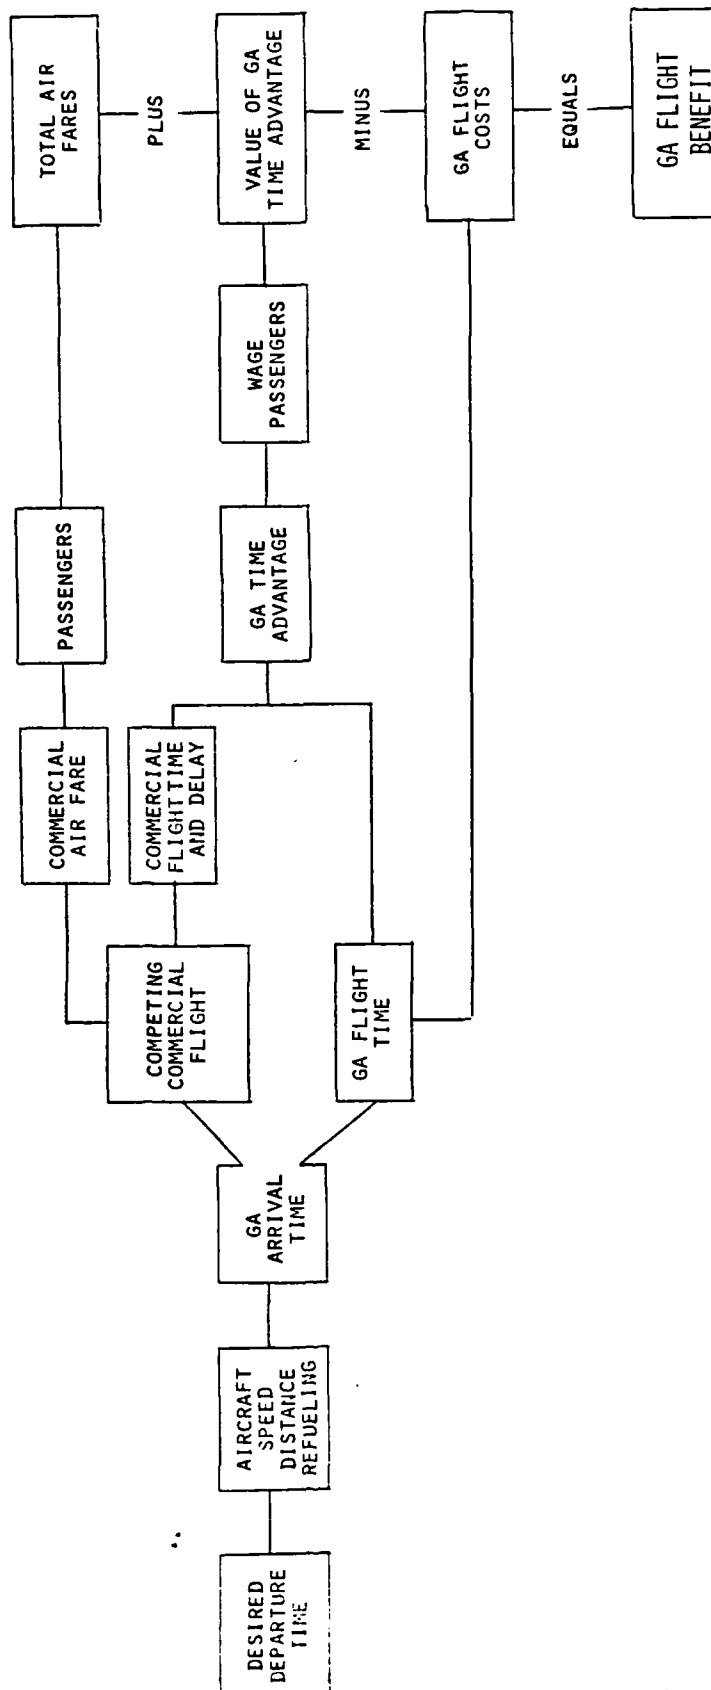 DESIRED
DEPARTURE
TIME
AIRCRAFT
SPEED
DISTANCE
REFUELING
GA
ARRIVAL
TIME
COMPETING
COMMERCIAL
FLIGHT
GA FLIGHT
TIME
COMMERCIAL
AIR FARE
COMMERCIAL
FLIGHT TIME
AND DELAY
PASSENGERS
GA TIME
ADVANTAGE
WAGE
PASSENGERS
TOTAL AIR
FARES
PLUS
VALUE OF GA
TIME ADVANTAGE
MINUS
GA FLIGHT
COSTS
EQUALS
GA FLIGHT
BENEFIT